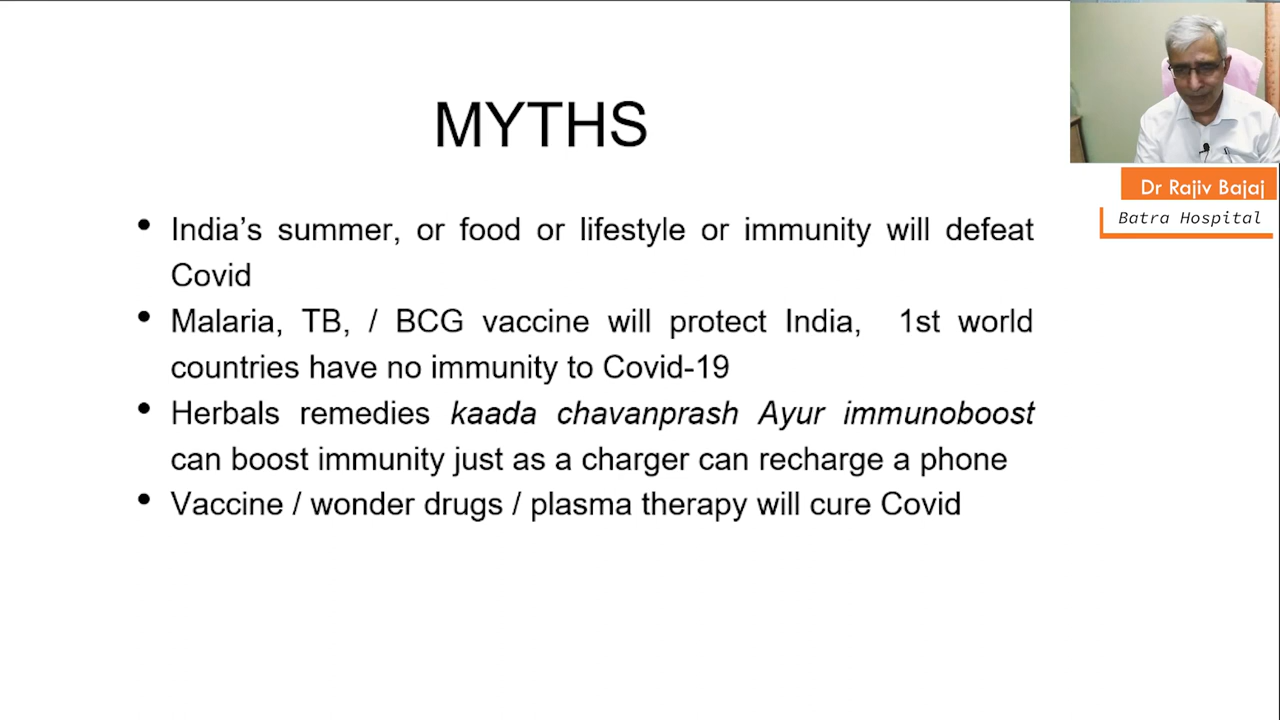 MYTHS
• India's summer, or food or lifestyle or immunity will defeat
Covid
• Malaria, TB, / BCG vaccine will protect India, 1st world
countries have no immunity to Covid-19
• Herbals remedies kaada chavanprash Ayur immunoboost
can boost immunity just as a charger can recharge a phone
• Vaccine / wonder drugs / plasma therapy will cure Covid
Dr Rajiv Bajaj
Batra Hospital